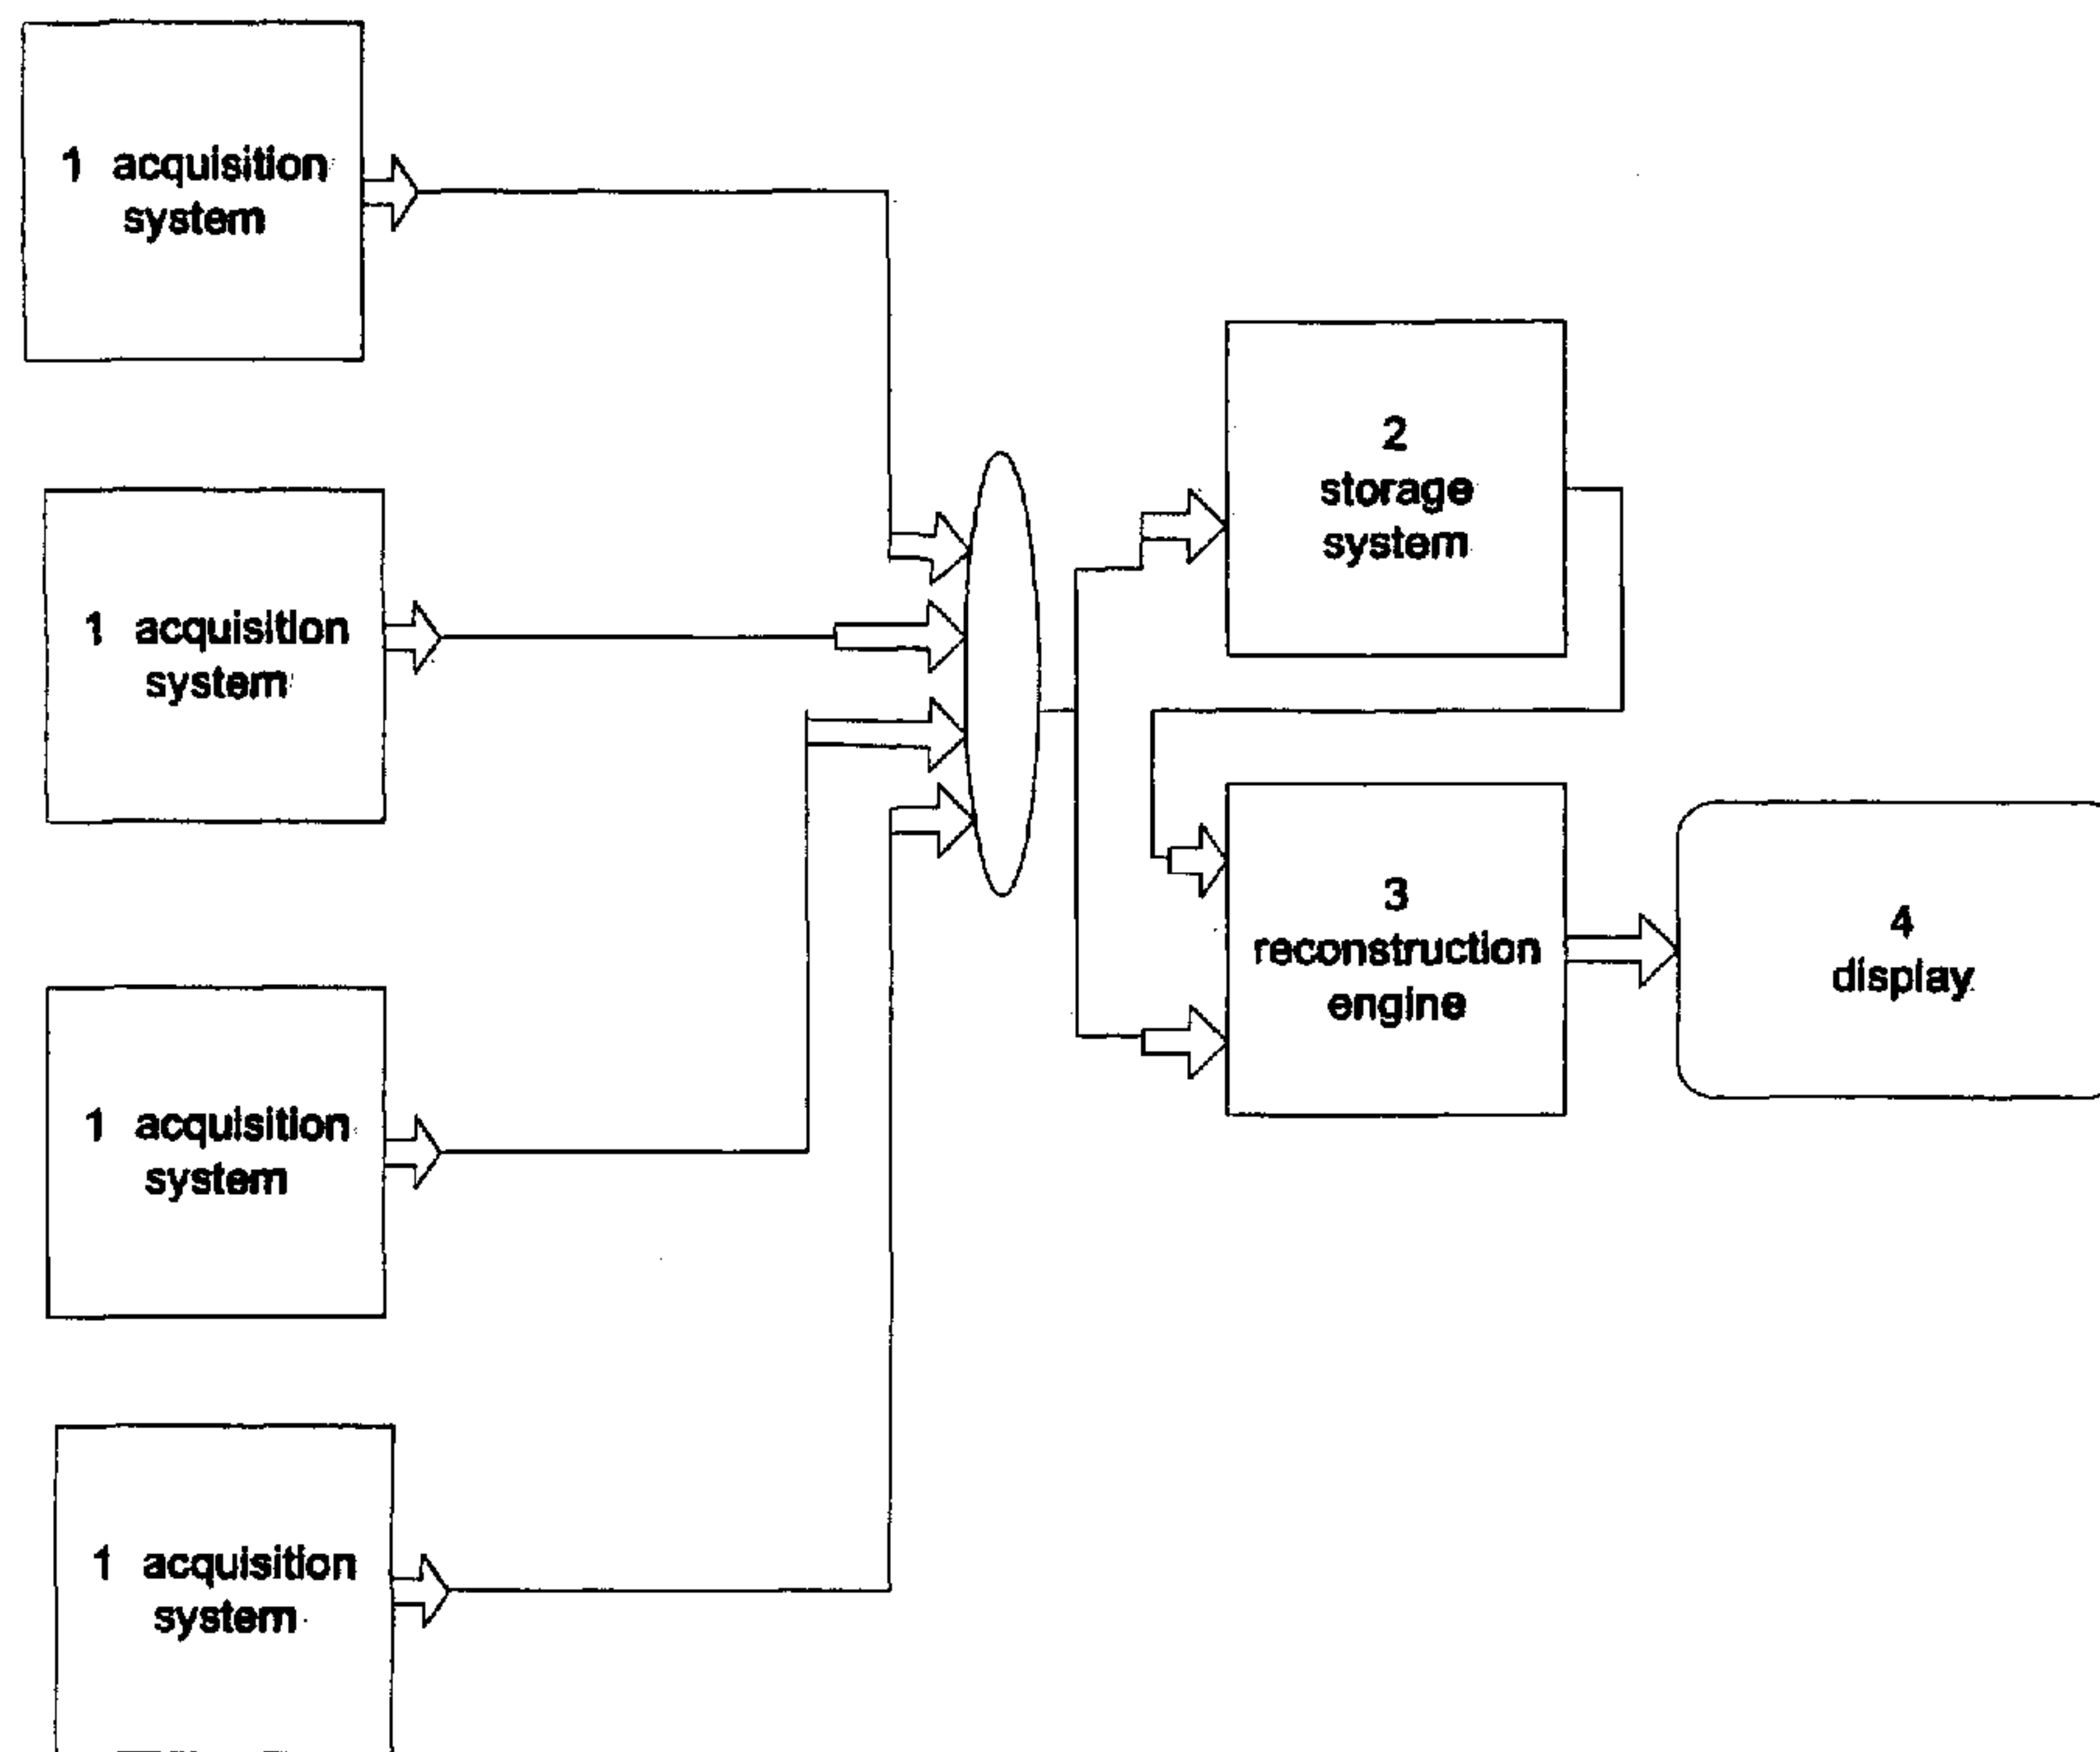 1 acquisition
system
1 acquisition
system
1 acquisition
system
1 acquisition
system
2
storage
system
3
reconstruction
engine
4
display